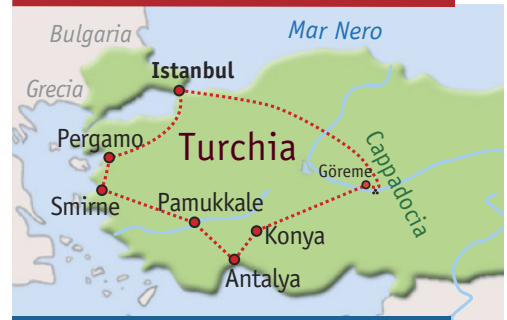 Bulgaria
Mar Nero
Istanbul
Grecia
Pergamo
Turchia
Cappadocia
Göreme
Smirne
Pamukkale
Konya
Antalya